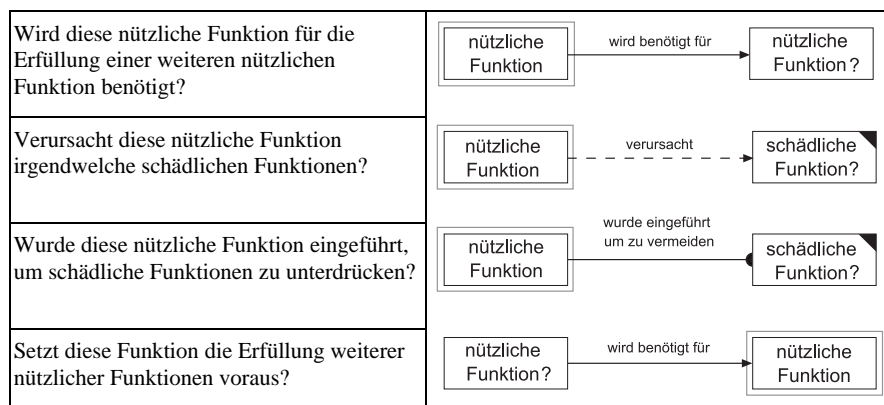 Wird diese nützliche Funktion für die
Erfüllung einer weiteren nützlichen
Funktion benötigt?
nützliche
Funktion
wird benötigt für
nützliche
Funktion?
Verursacht diese nützliche Funktion
irgendwelche schädlichen Funktionen?
nützliche
Funktion
verursacht
schädliche
Funktion?
Wurde diese nützliche Funktion eingeführt,
um schädliche Funktionen zu unterdrücken?
nützliche
Funktion
wurde eingeführt
um zu vermeiden
schädliche
Funktion?
Setzt diese Funktion die Erfüllung weiterer
nützlicher Funktionen voraus?
nützliche
Funktion?
wird benötigt für
nützliche
Funktion